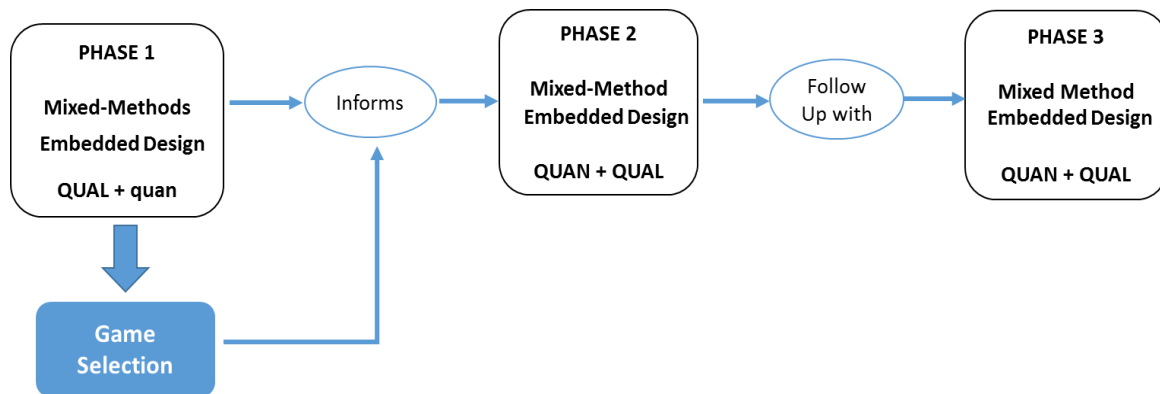 PHASE 1
Mixed-Methods
Embedded Design
QUAL + quan
Game
Selection
Informs
PHASE 2
Mixed-Method
Embedded Design
QUAN + QUAL
Follow
Up with
PHASE 3
Mixed Method
Embedded Design
QUAN + QUAL